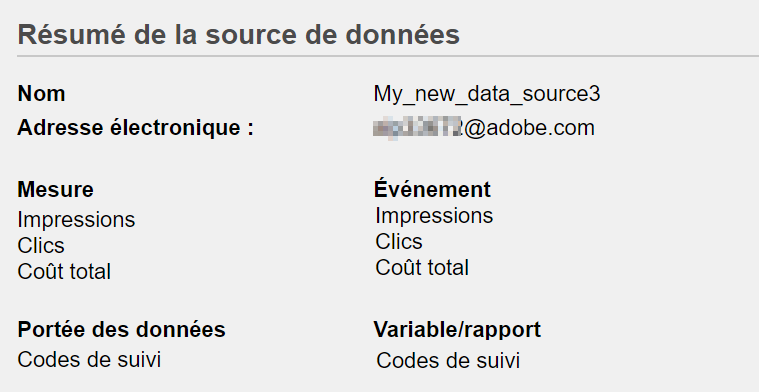 Résumé de la source de données
Nom My_new_data_source3
Adresse électronique : @adobe.com
Mesure Événement
Impressions Impressions
Clics Clics
Coût total Coût total
Portée des données Variable/rapport
Codes de suivi Codes de suivi